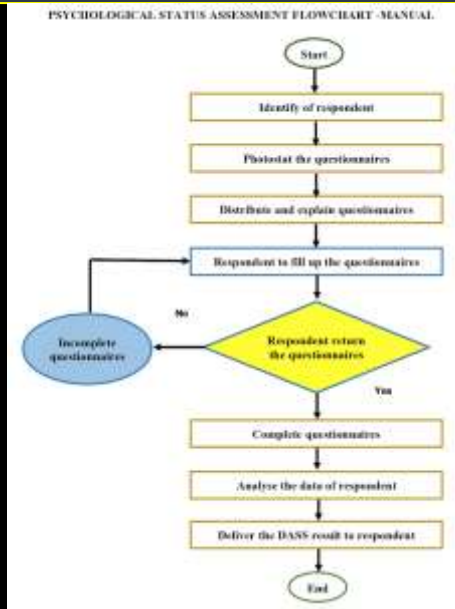 PSYCHOLOGICAL STATUS ASSESSMENT FLOWCHART -MANUAL
Start
Identify of respondent
Photostat the questionnaires
Distribute and explain questionnaires
Respondent to fill up the questionnaires
No
Incomplete
questionnaires
Respondent return
the questionnaires
Yes
Complete questionnaires
Analyse the data of respondent
Deliver the DASS result to respondent
End